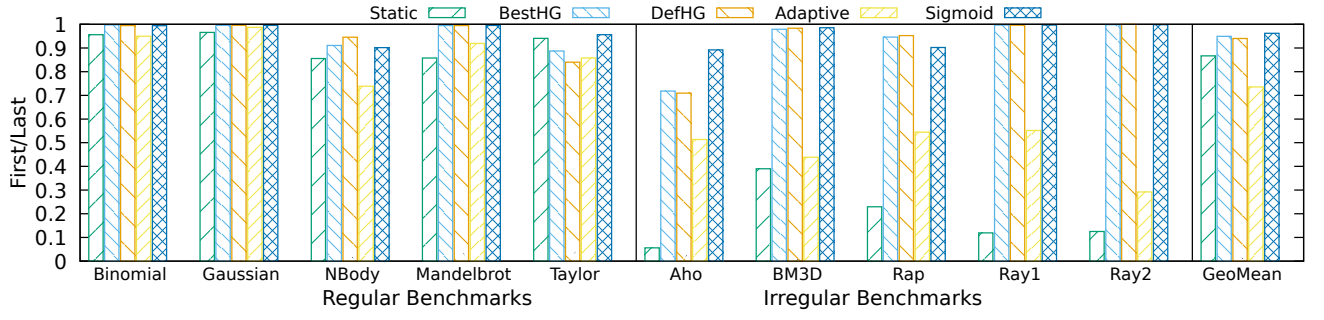 Static BestHG DefHG Adaptive Sigmoid
1
0.9
0.8
0.7
0.6
0.5
0.4
0.3
0.2
0.1
0
First/Last
Binomial Gaussian NBody Mandelbrot Taylor Aho BM3D Rap Ray1 Ray2 GeoMean
Regular Benchmarks Irregular Benchmarks